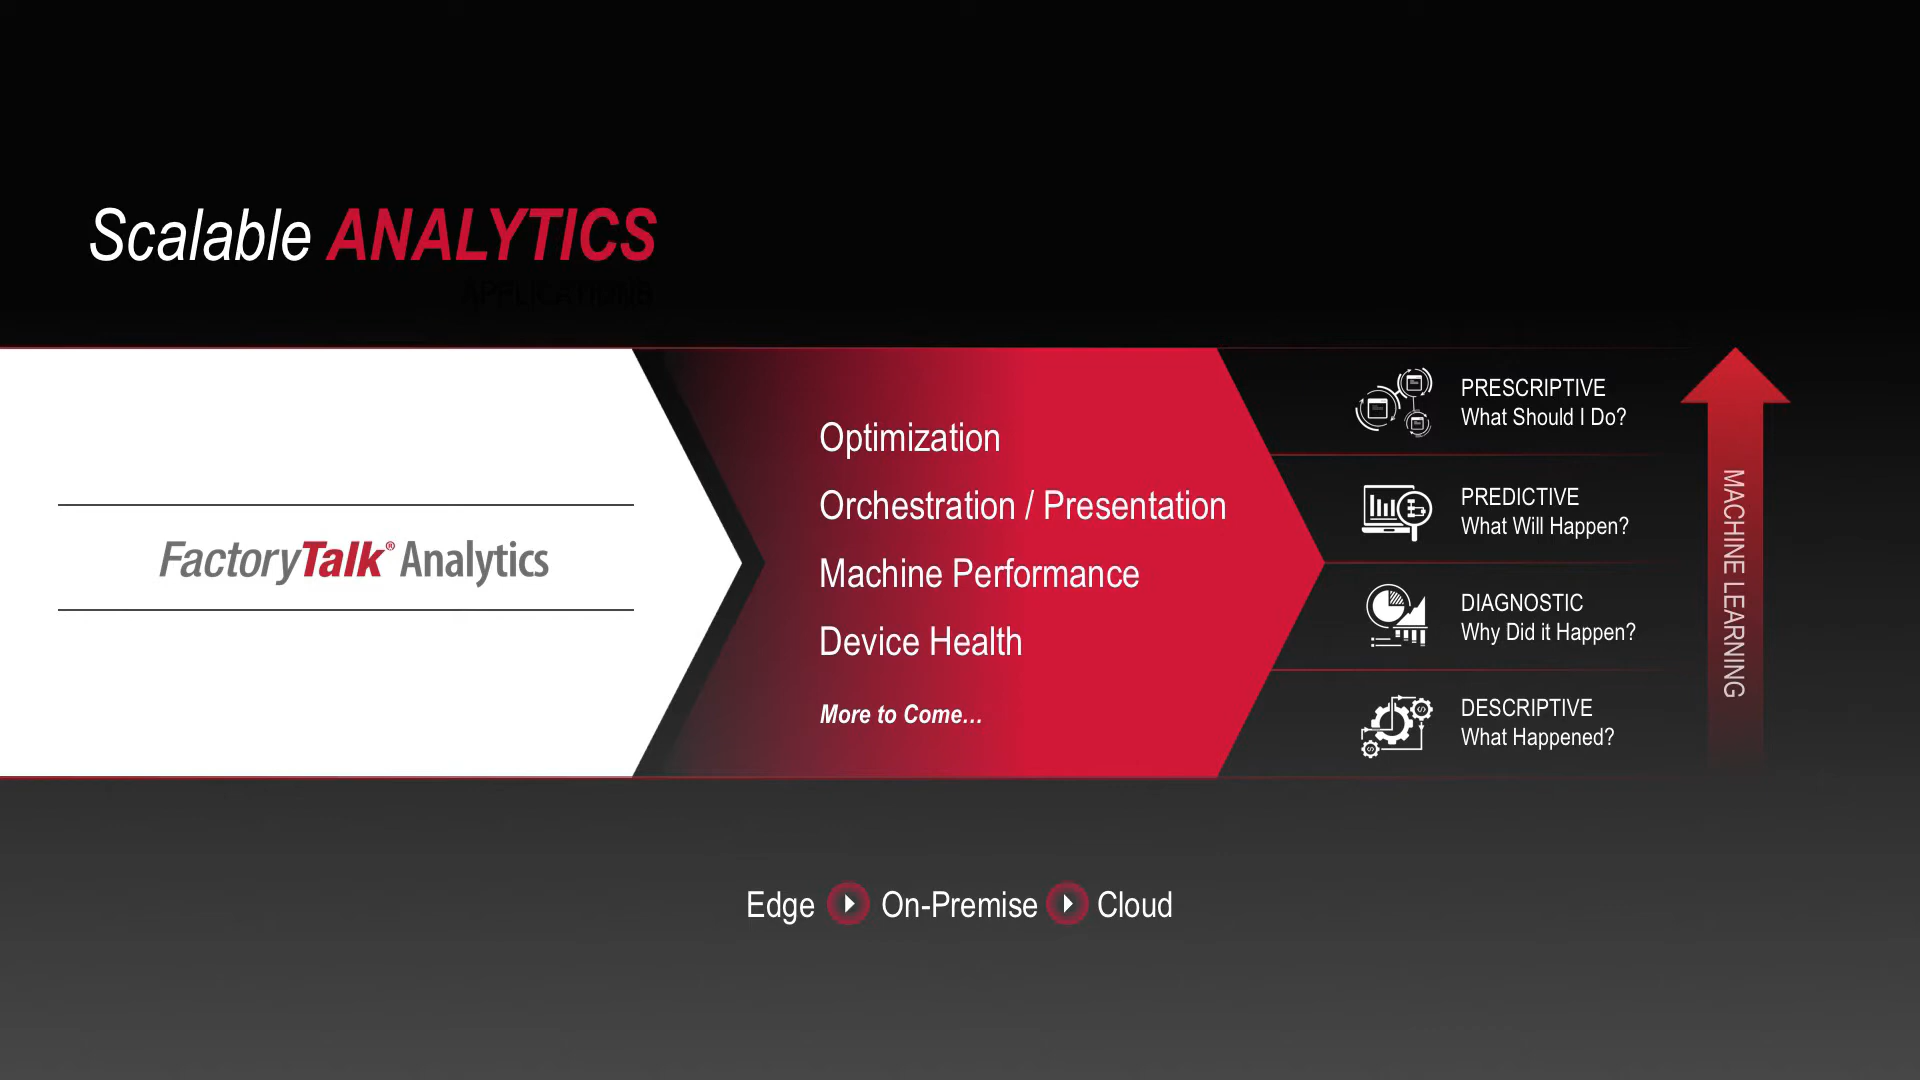 Scalable ANALYTICS
APPLICATIONS
FactoryTalk® Analytics
Optimization
Orchestration / Presentation
Machine Performance
Device Health
More to Come...
PRESCRIPTIVE
What Should I Do?
PREDICTIVE
What Will Happen?
DIAGNOSTIC
Why Did it Happen?
DESCRIPTIVE
What Happened?
MACHINE LEARNING
Edge On-Premise Cloud